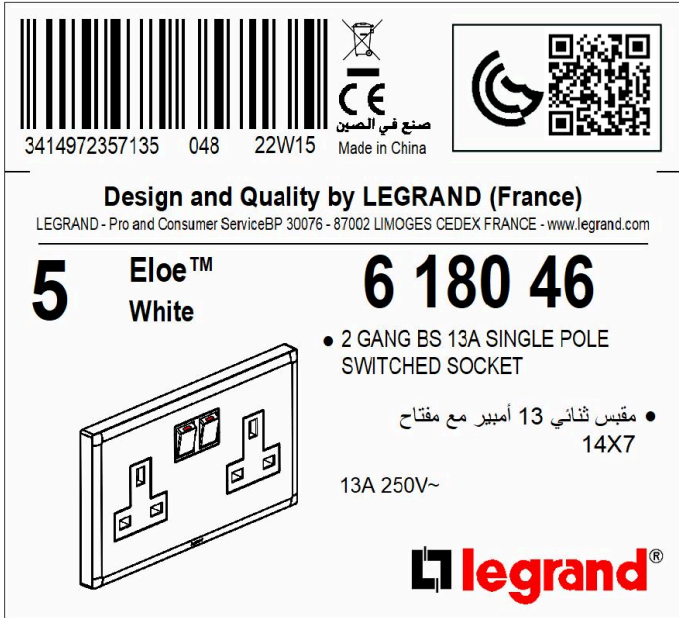 3414972357135 048 22W15
صنع في الصين
Made in China
Design and Quality by LEGRAND (France)
LEGRAND - Pro and Consumer ServiceBP 30076 - 87002 LIMOGES CEDEX FRANCE - www.legrand.com
5
Eloe™
White
6 180 46
● 2 GANG BS 13A SINGLE POLE
SWITCHED SOCKET
● مقبس ثنائي 13 أمبير مع مفتاح
14X7
13A 250V~
legrand®